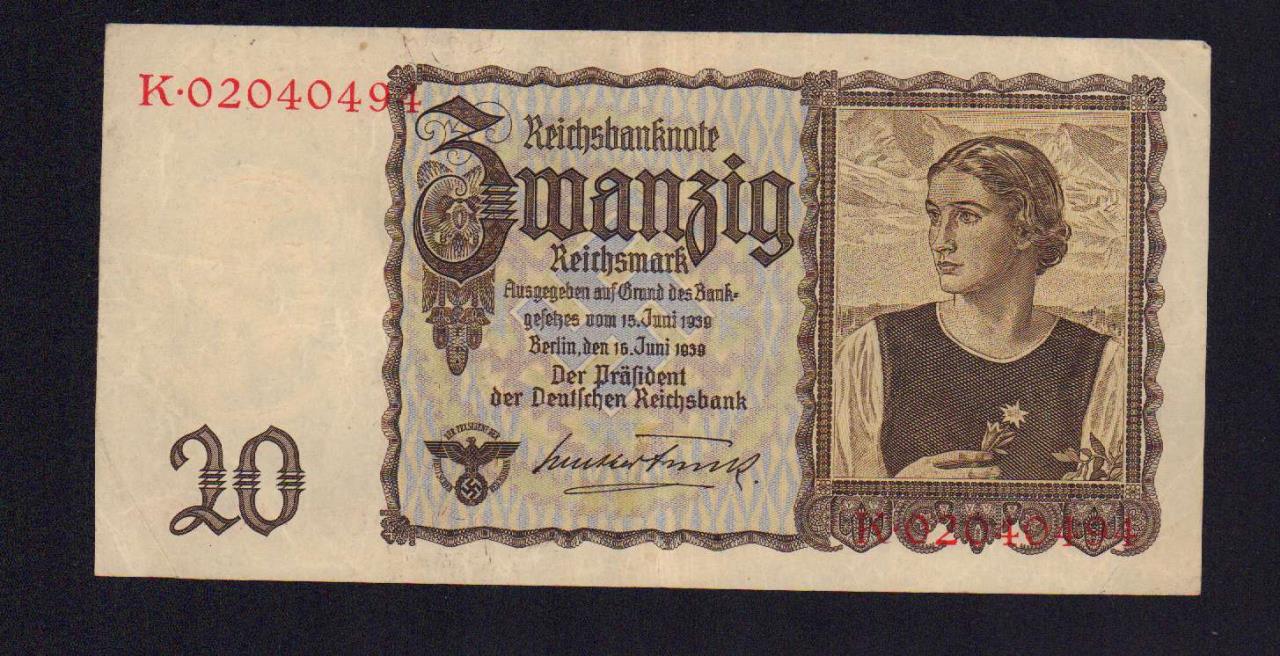 K·02040494
Reichsbanknote
Zwanzig
Reichsmark
Ausgegeben auf Grund des Bank-
gesetzes vom 15. Juni 1939
Berlin, den 16. Juni 1939
Der Präsident
der Deutschen Reichsbank
20
K·02040494